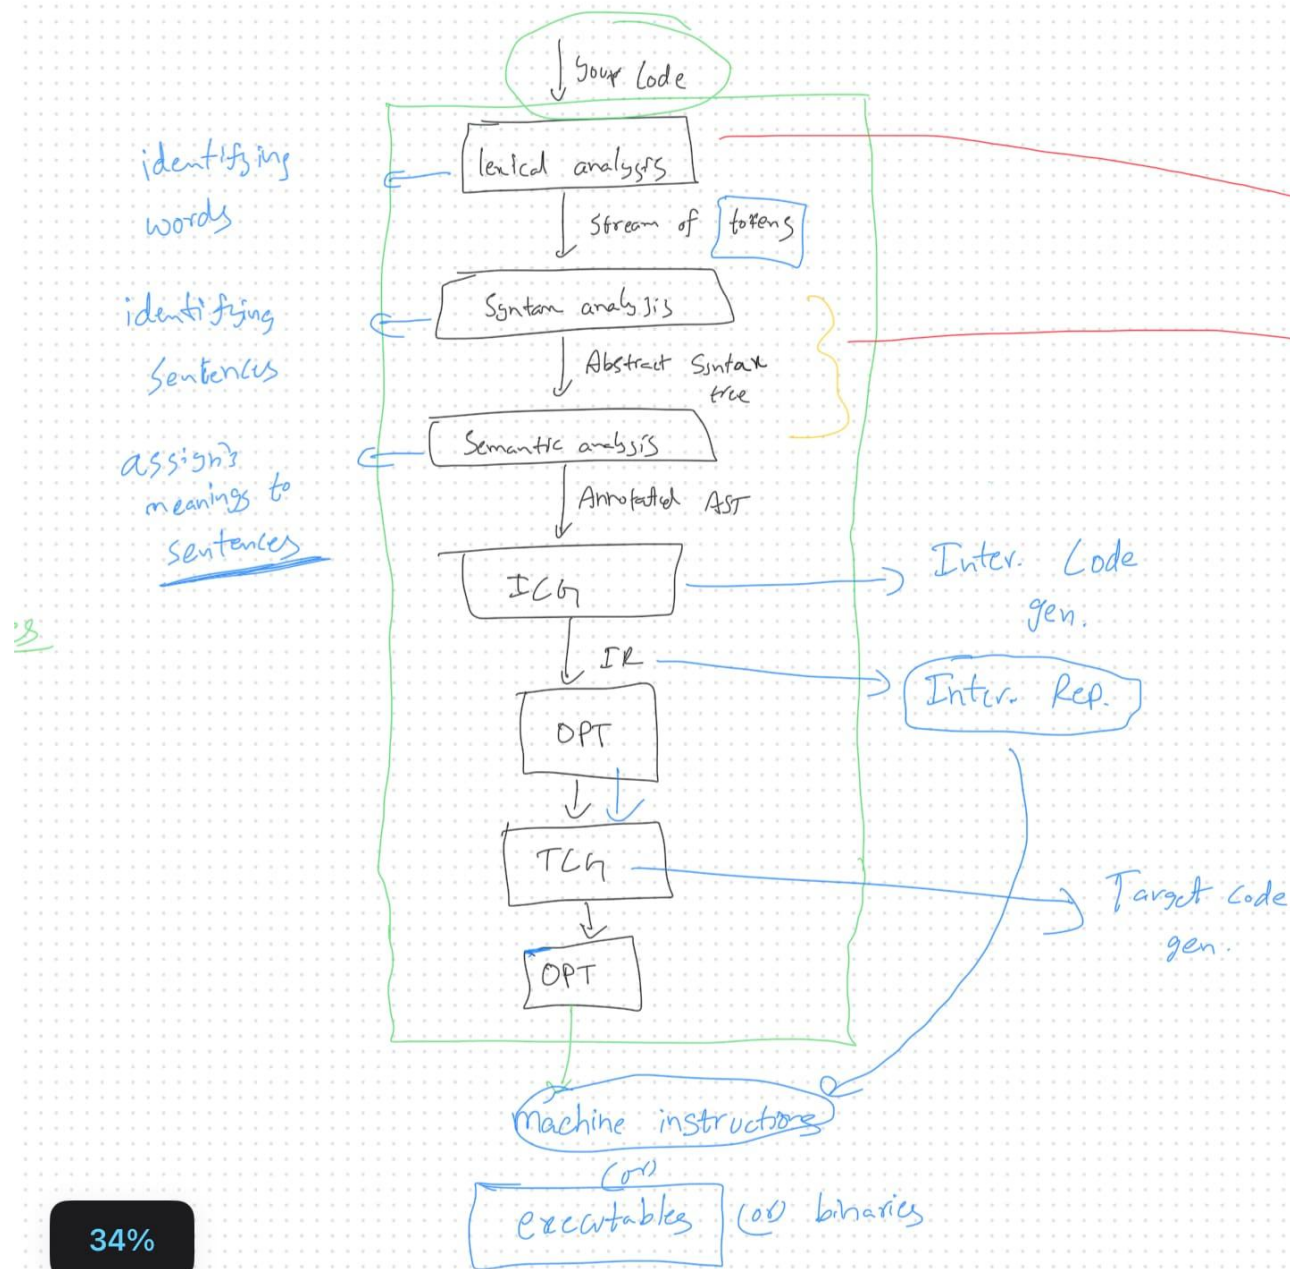 Your Code
identifying
words
lexical analysis
Stream of tokens
identifying
Sentences
Syntax analysis
Abstract Syntax
tree
assigns
meanings to
sentences
Semantic analysis
Annotated AST
ICG
Inter. Code
gen.
IR
Inter. Rep.
OPT
TCG
Target code
gen.
OPT
machine instructions
(or)
executables (or) binaries
34%